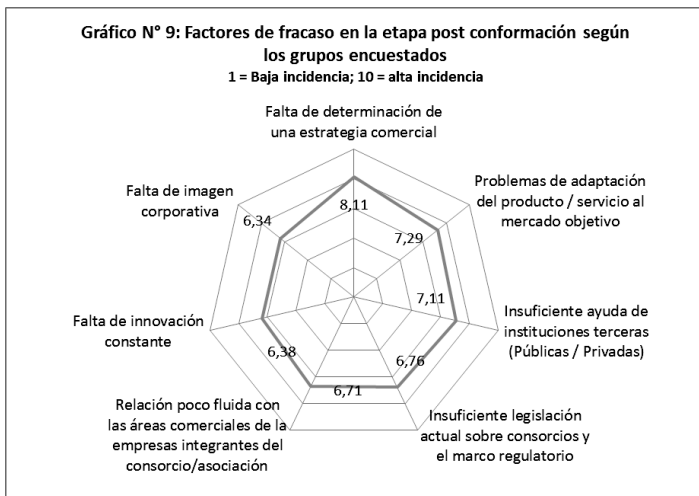 Gráfico N° 9: Factores de fracaso en la etapa post conformación según
los grupos encuestados
1 = Baja incidencia; 10 = alta incidencia
Falta de determinación de
una estrategia comercial
8,11
Problemas de adaptación
del producto / servicio al
mercado objetivo
7,29
Insuficiente ayuda de
instituciones terceras
(Públicas / Privadas)
7,11
Insuficiente legislación
actual sobre consorcios y
el marco regulatorio
6,76
Relación poco fluida con
las áreas comerciales de la
empresas integrantes del
consorcio/asociación
6,71
Falta de innovación
constante
6,38
Falta de imagen
corporativa
6,34